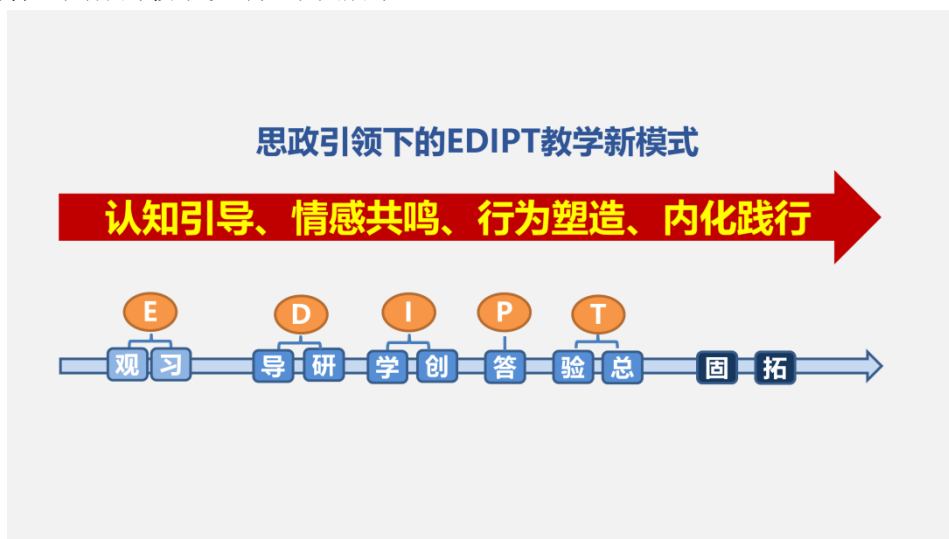 思政引领下的EDIPT教学新模式
认知引导、情感共鸣、行为塑造、内化践行
E D I P T
观 习 导 研 学 创 答 验 总 固 拓